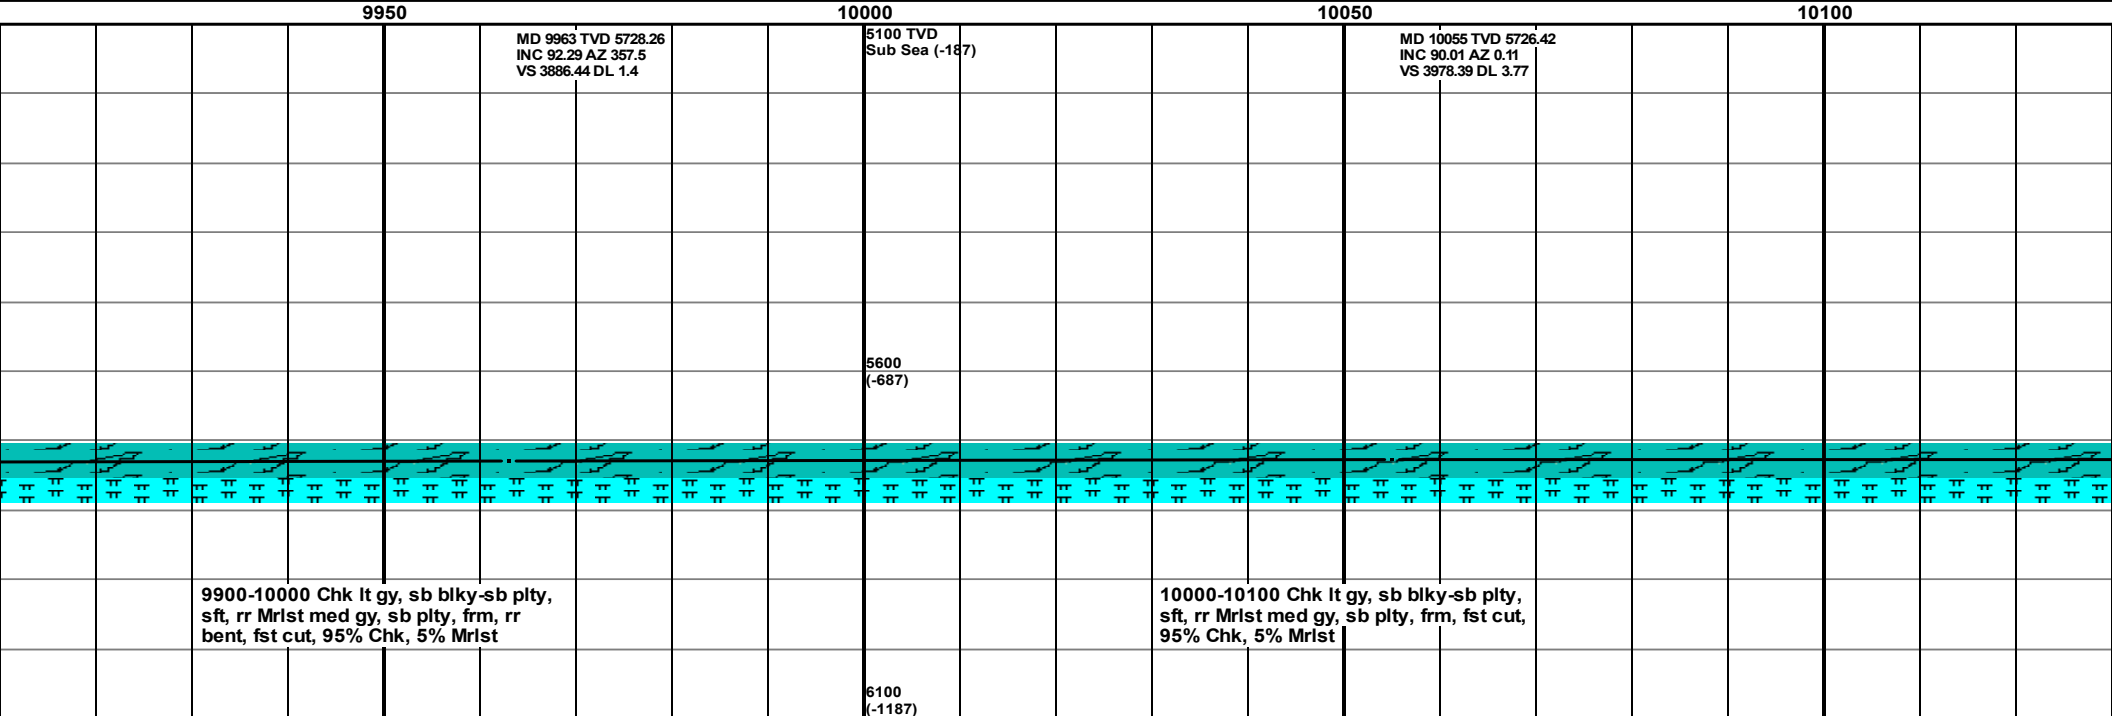 9950 10000 10050 10100
MD 9963 TVD 5728.26
INC 92.29 AZ 357.5
VS 3886.44 DL 1.4
5100 TVD
Sub Sea (-187)
MD 10055 TVD 5726.42
INC 90.01 AZ 0.11
VS 3978.39 DL 3.77
5600
(-687)
9900-10000 Chk lt gy, sb blky-sb plty,
sft, rr Mrlst med gy, sb plty, frm, rr
bent, fst cut, 95% Chk, 5% Mrlst
10000-10100 Chk lt gy, sb blky-sb plty,
sft, rr Mrlst med gy, sb plty, frm, fst cut,
95% Chk, 5% Mrlst
6100
(-1187)